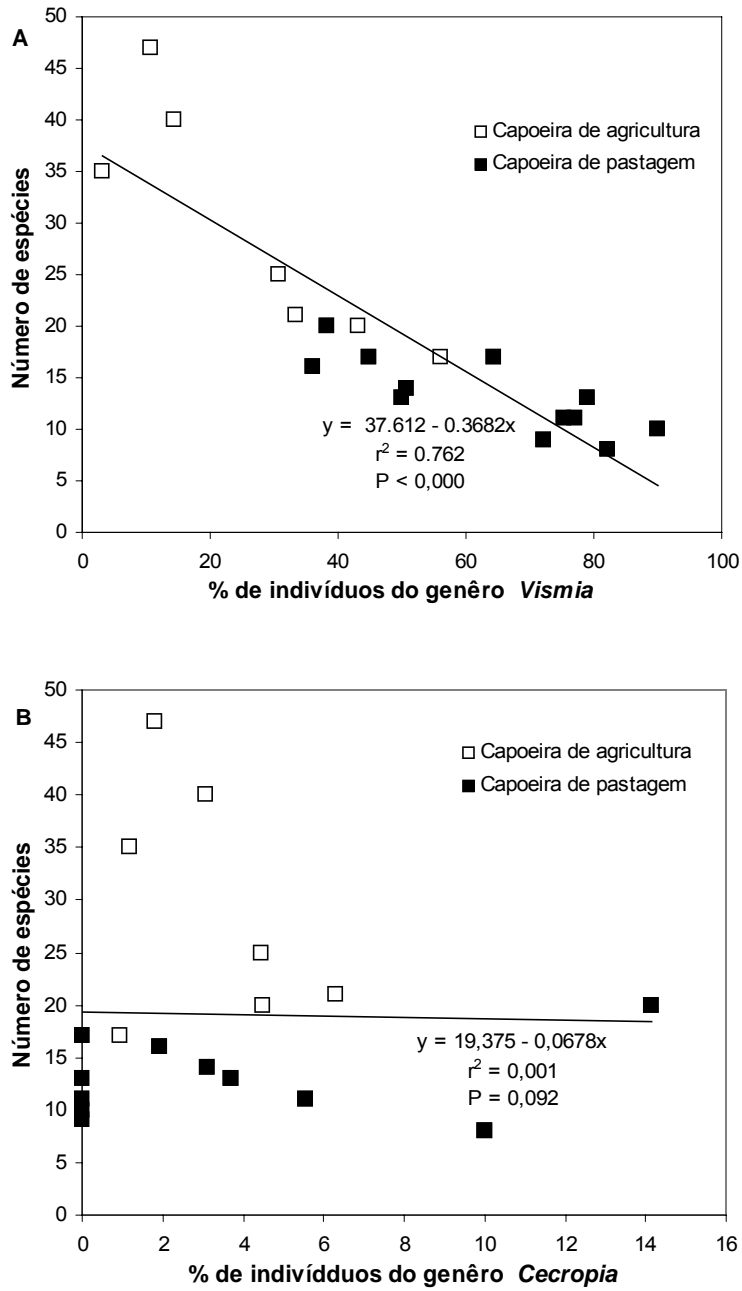 A
50
45
40
35
30
25
20
15
10
5
0
Número de espécies
Capoeira de agricultura
Capoeira de pastagem
y = 37.612 - 0.3682x
r² = 0.762
P < 0,000
0 20 40 60 80 100
% de indivíduos do genêro Vismia
B
50
45
40
35
30
25
20
15
10
5
0
Número de espécies
Capoeira de agricultura
Capoeira de pastagem
y = 19,375 - 0,0678x
r² = 0,001
P = 0,092
0 2 4 6 8 10 12 14 16
% de indivídduos do genêro Cecropia